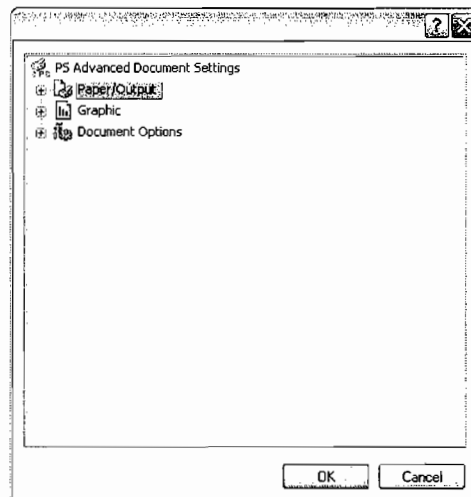 ?
PS Advanced Document Settings
Paper/Output
Graphic
Document Options
OK Cancel